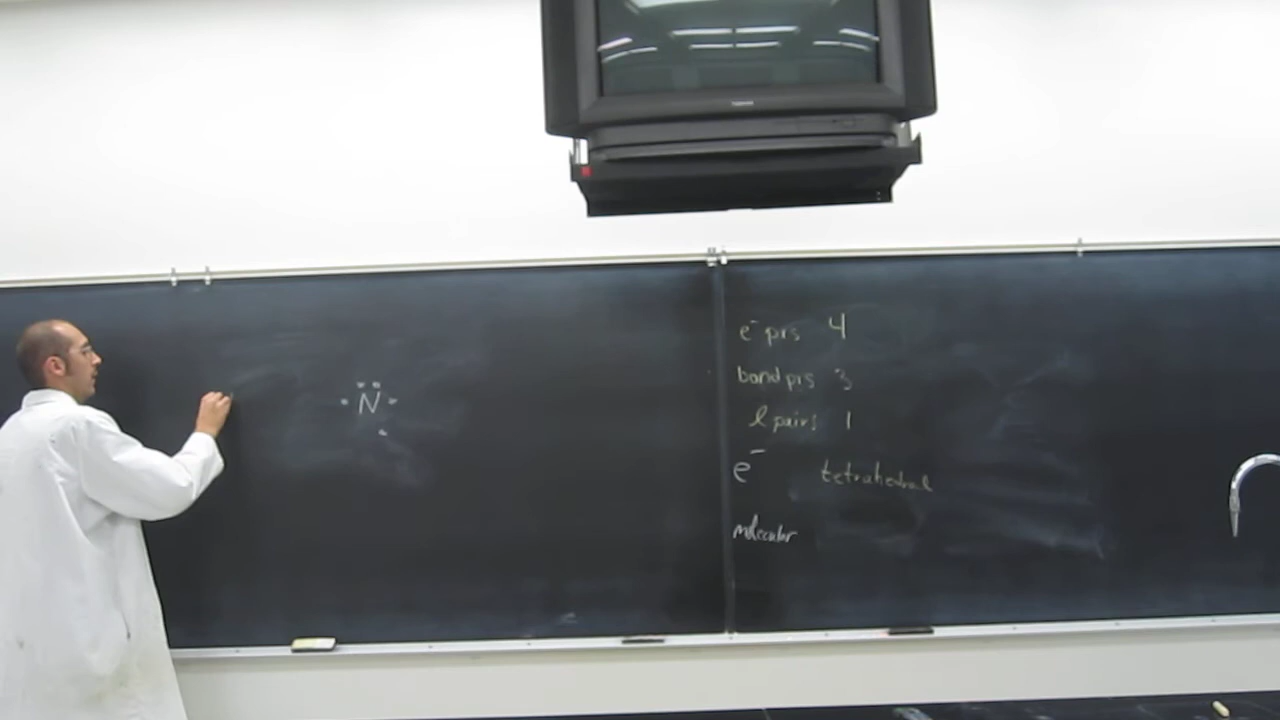 N
e⁻ prs 4
bond prs 3
l pairs 1
e⁻ tetrahedral
molecular